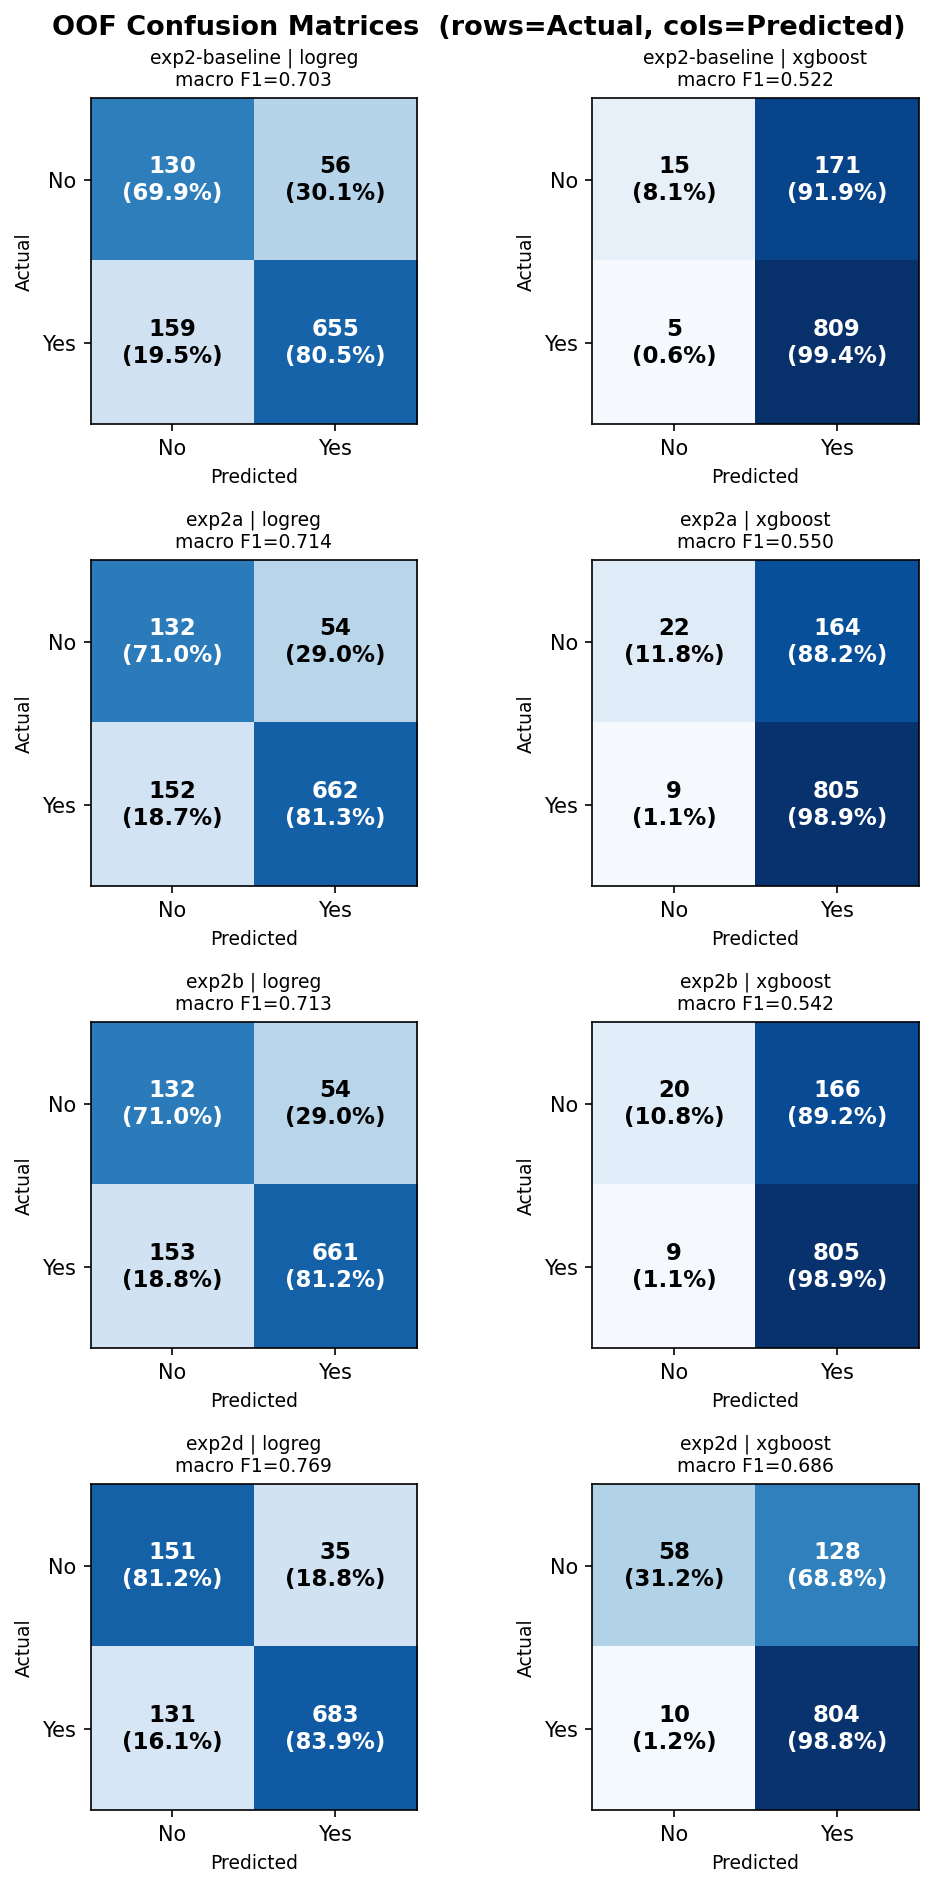 OOF Confusion Matrices  (rows=Actual, cols=Predicted)
exp2-baseline | logreg
macro F1=0.703
130
(69.9%)
56
(30.1%)
159
(19.5%)
655
(80.5%)
No
Yes
Actual
No
Yes
Predicted
exp2-baseline | xgboost
macro F1=0.522
15
(8.1%)
171
(91.9%)
5
(0.6%)
809
(99.4%)
No
Yes
Actual
No
Yes
Predicted
exp2a | logreg
macro F1=0.714
132
(71.0%)
54
(29.0%)
152
(18.7%)
662
(81.3%)
No
Yes
Actual
No
Yes
Predicted
exp2a | xgboost
macro F1=0.550
22
(11.8%)
164
(88.2%)
9
(1.1%)
805
(98.9%)
No
Yes
Actual
No
Yes
Predicted
exp2b | logreg
macro F1=0.713
132
(71.0%)
54
(29.0%)
153
(18.8%)
661
(81.2%)
No
Yes
Actual
No
Yes
Predicted
exp2b | xgboost
macro F1=0.542
20
(10.8%)
166
(89.2%)
9
(1.1%)
805
(98.9%)
No
Yes
Actual
No
Yes
Predicted
exp2d | logreg
macro F1=0.769
151
(81.2%)
35
(18.8%)
131
(16.1%)
683
(83.9%)
No
Yes
Actual
No
Yes
Predicted
exp2d | xgboost
macro F1=0.686
58
(31.2%)
128
(68.8%)
10
(1.2%)
804
(98.8%)
No
Yes
Actual
No
Yes
Predicted